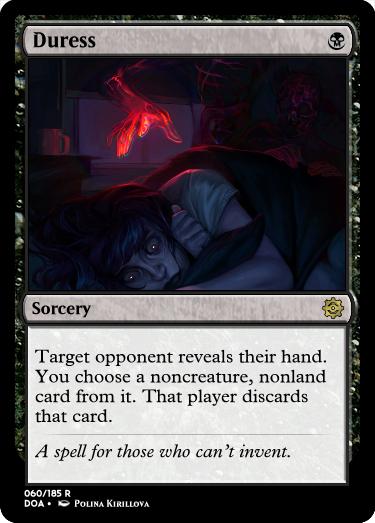 Duress
Sorcery
Target opponent reveals their hand.
You choose a noncreature, nonland
card from it. That player discards
that card.
A spell for those who can't invent.
060/185 R
DOA • Polina Kirillova